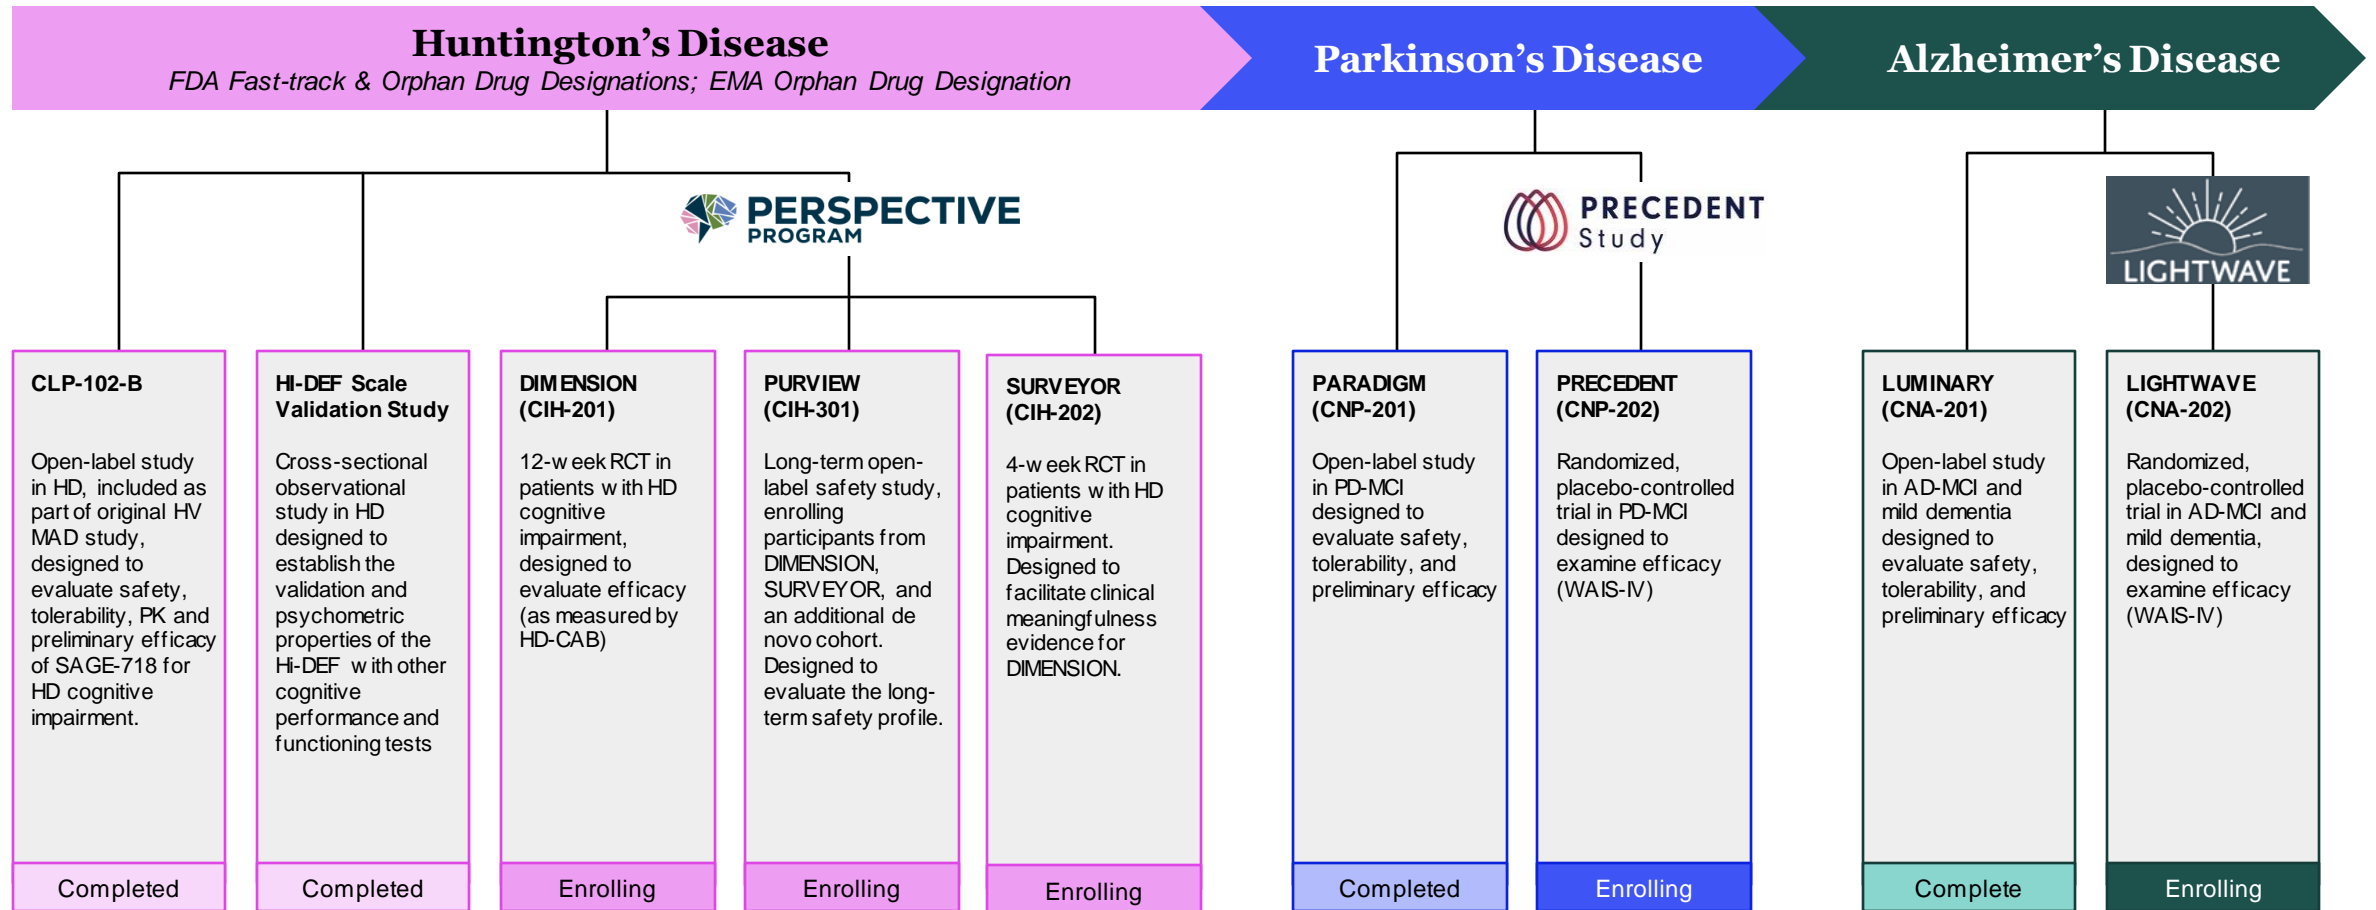 Huntington's Disease
FDA Fast-track & Orphan Drug Designations; EMA Orphan Drug Designation
Parkinson's Disease
Alzheimer's Disease
PERSPECTIVE
PROGRAM
PRECEDENT
Study
LIGHTWAVE
CLP-102-B
Open-label study
in HD, included as
part of original HV
MAD study,
designed to
evaluate safety,
tolerability, PK and
preliminary efficacy
of SAGE-718 for
HD cognitive
impairment.
Completed
HI-DEF Scale
Validation Study
Cross-sectional
observational
study in HD
designed to
establish the
validation and
psychometric
properties of the
Hi-DEF with other
cognitive
performance and
functioning tests
Completed
DIMENSION
(CIH-201)
12-week RCT in
patients with HD
cognitive
impairment,
designed to
evaluate efficacy
(as measured by
HD-CAB)
Enrolling
PURVIEW
(CIH-301)
Long-term open-
label safety study,
enrolling
participants from
DIMENSION,
SURVEYOR, and
an additional de
novo cohort.
Designed to
evaluate the long-
term safety profile.
Enrolling
SURVEYOR
(CIH-202)
4-week RCT in
patients with HD
cognitive
impairment.
Designed to
facilitate clinical
meaningfulness
evidence for
DIMENSION.
Enrolling
PARADIGM
(CNP-201)
Open-label study
in PD-MCI
designed to
evaluate safety,
tolerability, and
preliminary efficacy
Completed
PRECEDENT
(CNP-202)
Randomized,
placebo-controlled
trial in PD-MCI
designed to
examine efficacy
(WAIS-IV)
Enrolling
LUMINARY
(CNA-201)
Open-label study
in AD-MCI and
mild dementia
designed to
evaluate safety,
tolerability, and
preliminary efficacy
Complete
LIGHTWAVE
(CNA-202)
Randomized,
placebo-controlled
trial in AD-MCI and
mild dementia,
designed to
examine efficacy
(WAIS-IV)
Enrolling